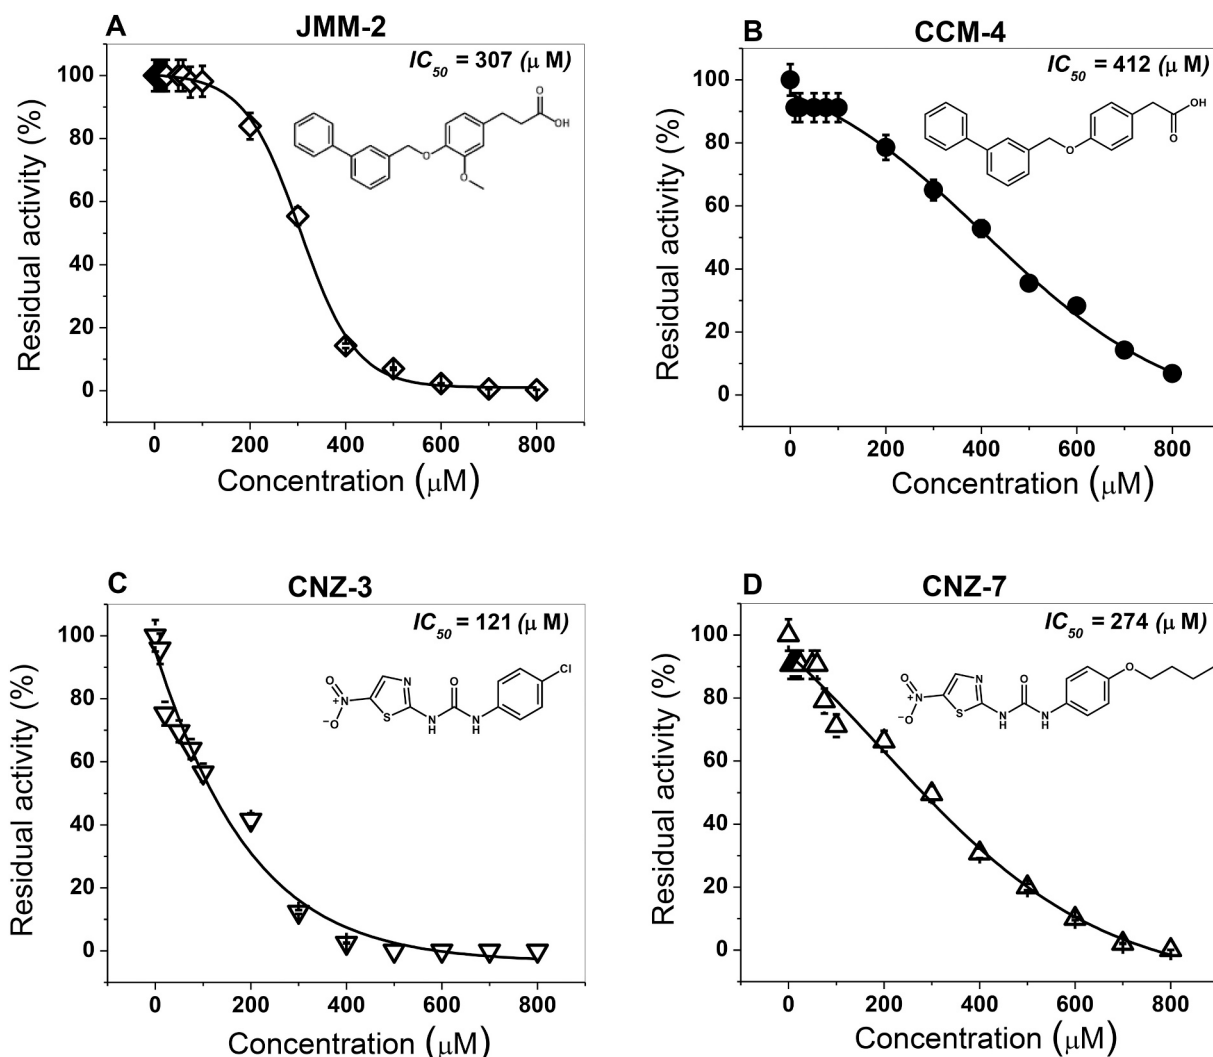 A
JMM-2
IC50 = 307 (μ M)
100
80
60
40
20
0
Residual activity (%)
0 200 400 600 800
Concentration (μM)
O
OH
O
O
B
CCM-4
IC50 = 412 (μ M)
100
80
60
40
20
0
Residual activity (%)
0 200 400 600 800
Concentration (μM)
OH
O
O
C
CNZ-3
IC50 = 121 (μ M)
100
80
60
40
20
0
Residual activity (%)
0 200 400 600 800
Concentration (μM)
Cl
O
N
O
N+
−O
S
N
H
N
H
D
CNZ-7
IC50 = 274 (μ M)
100
80
60
40
20
0
Residual activity (%)
0 200 400 600 800
Concentration (μM)
O
O
N
O
N+
O−
S
N
H
N
H